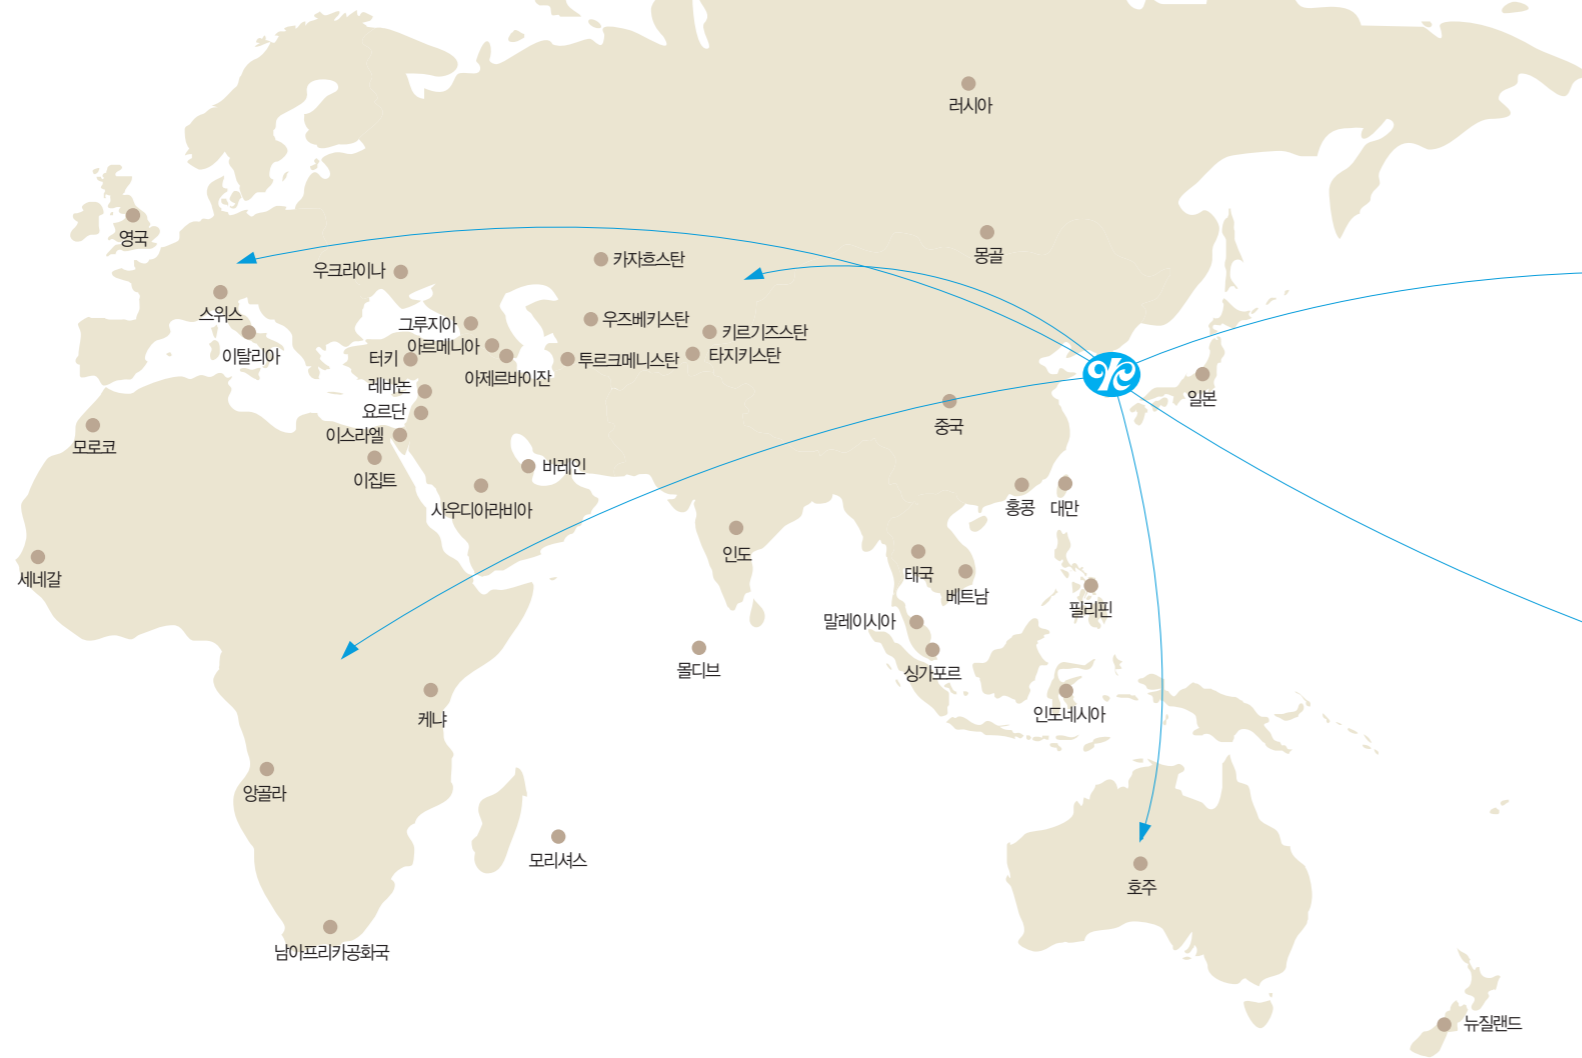 러시아
영국
몽골
카자흐스탄
우크라이나
스위스
그루지아
우즈베키스탄
키르기즈스탄
이탈리아
아르메니아
터키
투르크메니스탄
타지키스탄
아제르바이잔
레바논
일본
요르단
중국
이스라엘
모로코
바레인
이집트
사우디아라비아
홍콩
대만
인도
태국
세네갈
베트남
필리핀
말레이시아
몰디브
싱가포르
인도네시아
케냐
앙골라
모리셔스
호주
남아프리카공화국
뉴질랜드